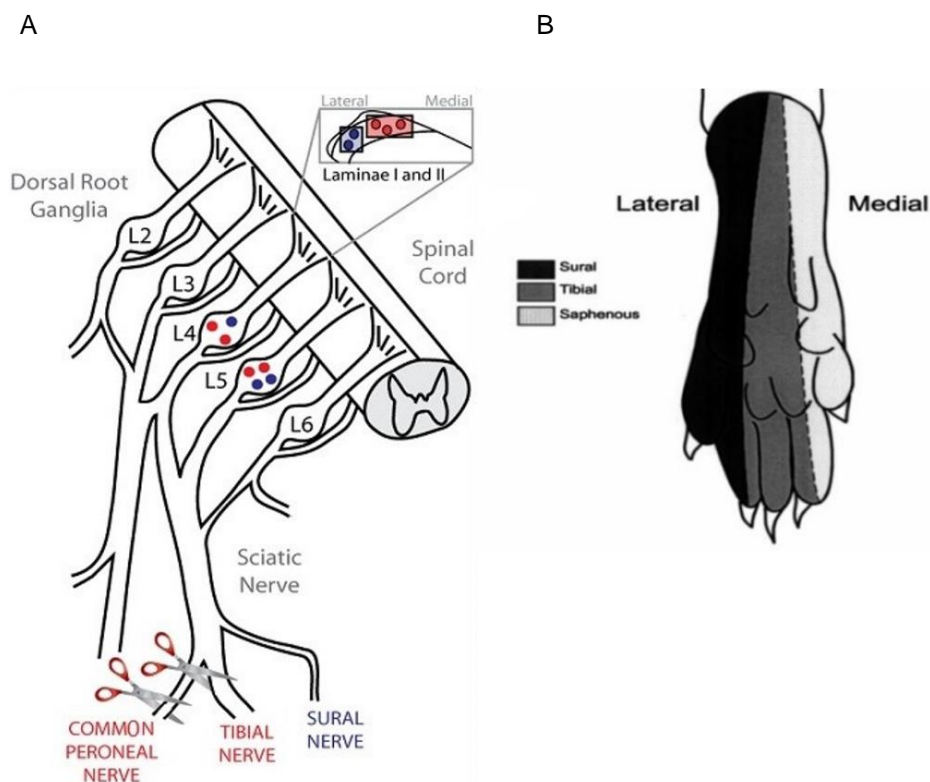 A
B
Lateral
Medial
Laminae I and II
Dorsal Root
Ganglia
L2
L3
L4
L5
L6
Spinal
Cord
Sciatic
Nerve
COMMON
PERONEAL
NERVE
TIBIAL
NERVE
SURAL
NERVE
Lateral
Medial
Sural
Tibial
Saphenous